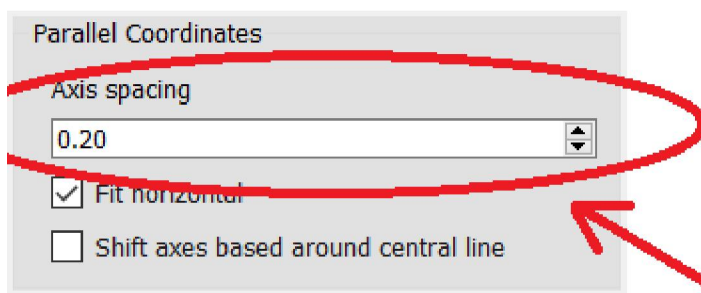 Parallel Coordinates
Axis spacing
0.20
Fit horizontal
Shift axes based around central line